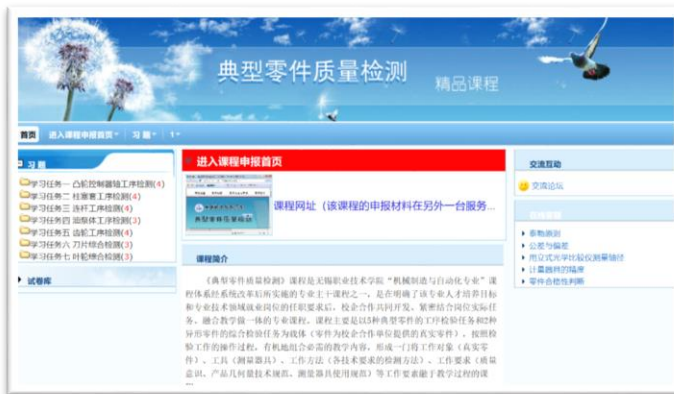 典型零件质量检测 精品课程
首页 进入课程申报首页 习 题 1
习 题
学习任务一 凸轮控制器轴工序检测(4)
学习任务二 柱塞套工序检测(4)
学习任务三 连杆工序检测(4)
学习任务四 油泵体工序检测(3)
学习任务五 齿轮工序检测(4)
学习任务六 刀片综合检测(3)
学习任务七 叶轮综合检测(3)
试卷库
进入课程申报首页
课程网址（该课程的申报材料在另外一台服务...
课程简介
《典型零件质量检测》课程是无锡职业技术学院“机械制造与自动化专业”课
程体系经系统改革后所实施的专业主干课程之一，是在明确了该专业人才培养目标
和专业技术领域就业岗位的任职要求后，校企合作共同开发，紧密结合岗位实际任
务，融合教学做一体的专业课程。课程主要是以5种典型零件的工序检验任务和2种
异形零件的综合检验任务为载体（零件为校企合作单位提供的真实零件），按照检
验工作的操作过程，有机地组合必需的教学内容，形成一门将工作对象（真实零
件）、工具（测量器具）、工作方法（各技术要求的检测方法）、工作要求（质量
意识、产品几何量技术规范、测量器具使用规范）等工作要素融于教学过程的课
交流互动
交流论坛
泰勒原则
公差与偏差
用立式光学比较仪测量轴径
计量器具的精度
零件合格性判断